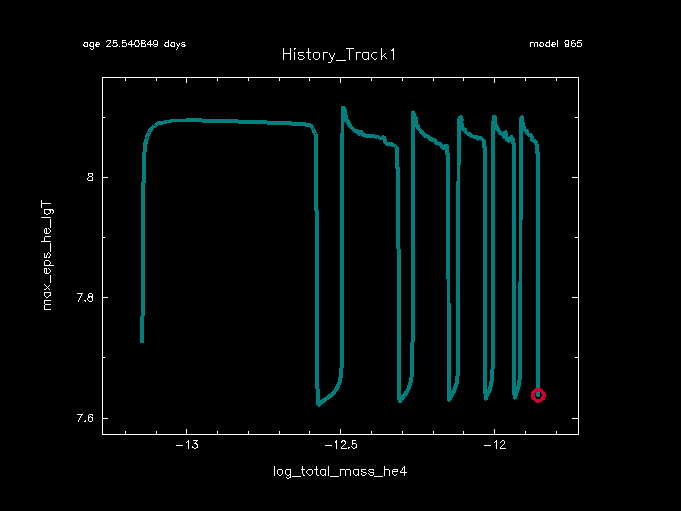 age 25.540849 days
model 965
History_Track1
8
7.8
7.6
max_eps_he_lgT
−13
−12.5
−12
log_total_mass_he4